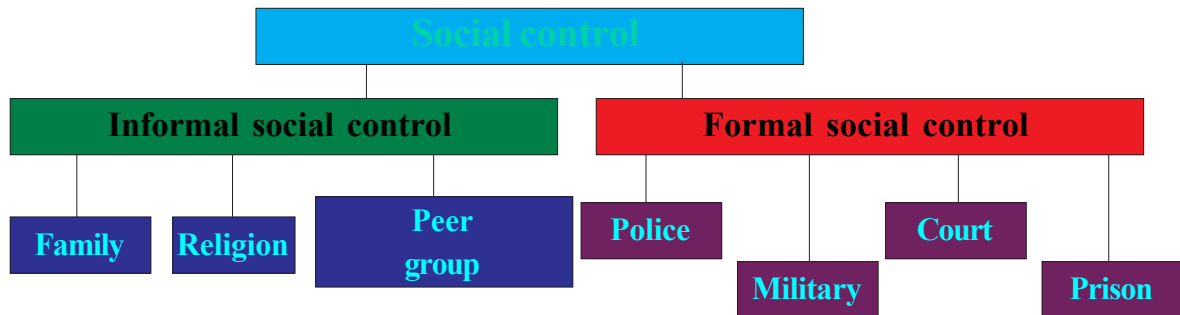 Social control
Informal social control
Formal social control
Family
Religion
Peer
group
Police
Military
Court
Prison